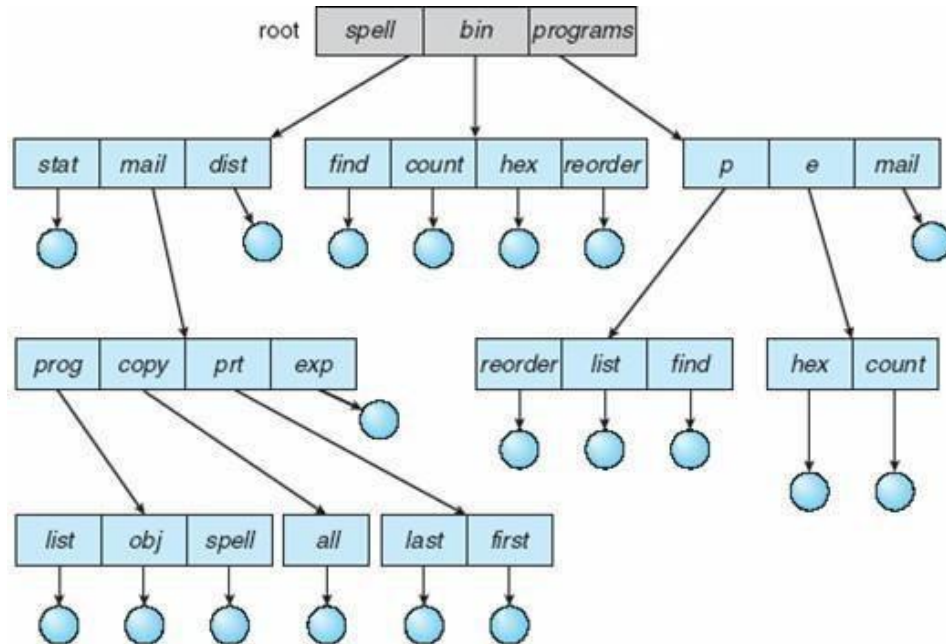 root spell bin programs
stat mail dist find count hex reorder p e mail
prog copy prt exp reorder list find hex count
list obj spell all last first